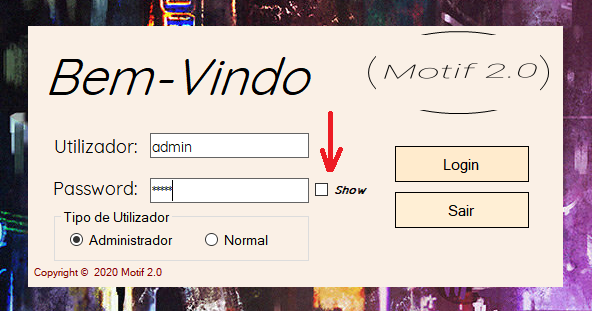 Bem-Vindo
(Motif 2.0)
Utilizador: admin
Password: *****
Show
Tipo de Utilizador
Administrador
Normal
Login
Sair
Copyright © 2020 Motif 2.0